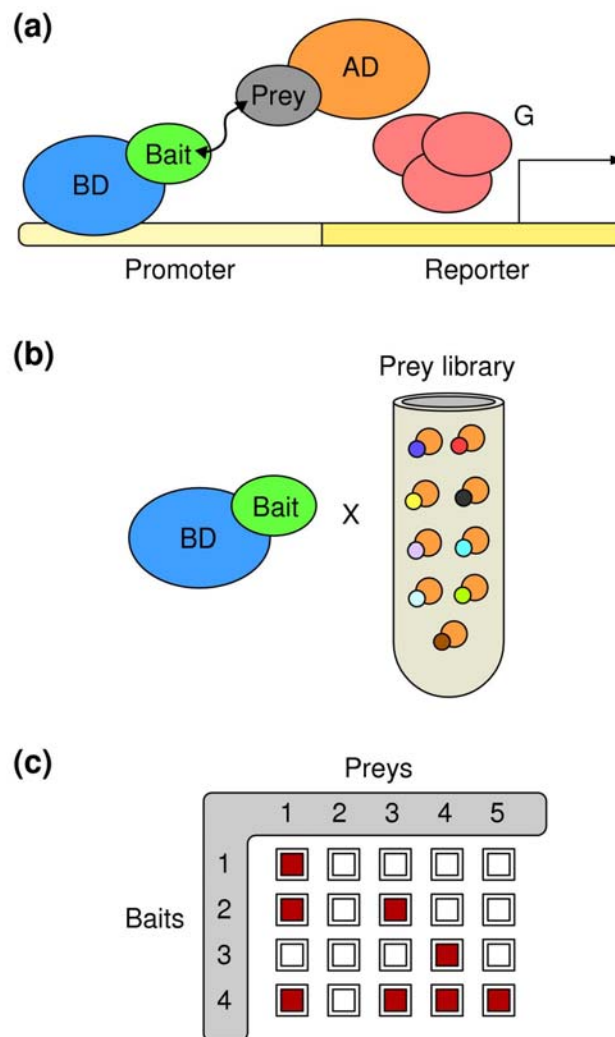 (a)
AD
Prey
G
Bait
BD
Promoter Reporter
(b)
Prey library
Bait
BD
X
(c)
Preys
1 2 3 4 5
1
Baits
2
3
4